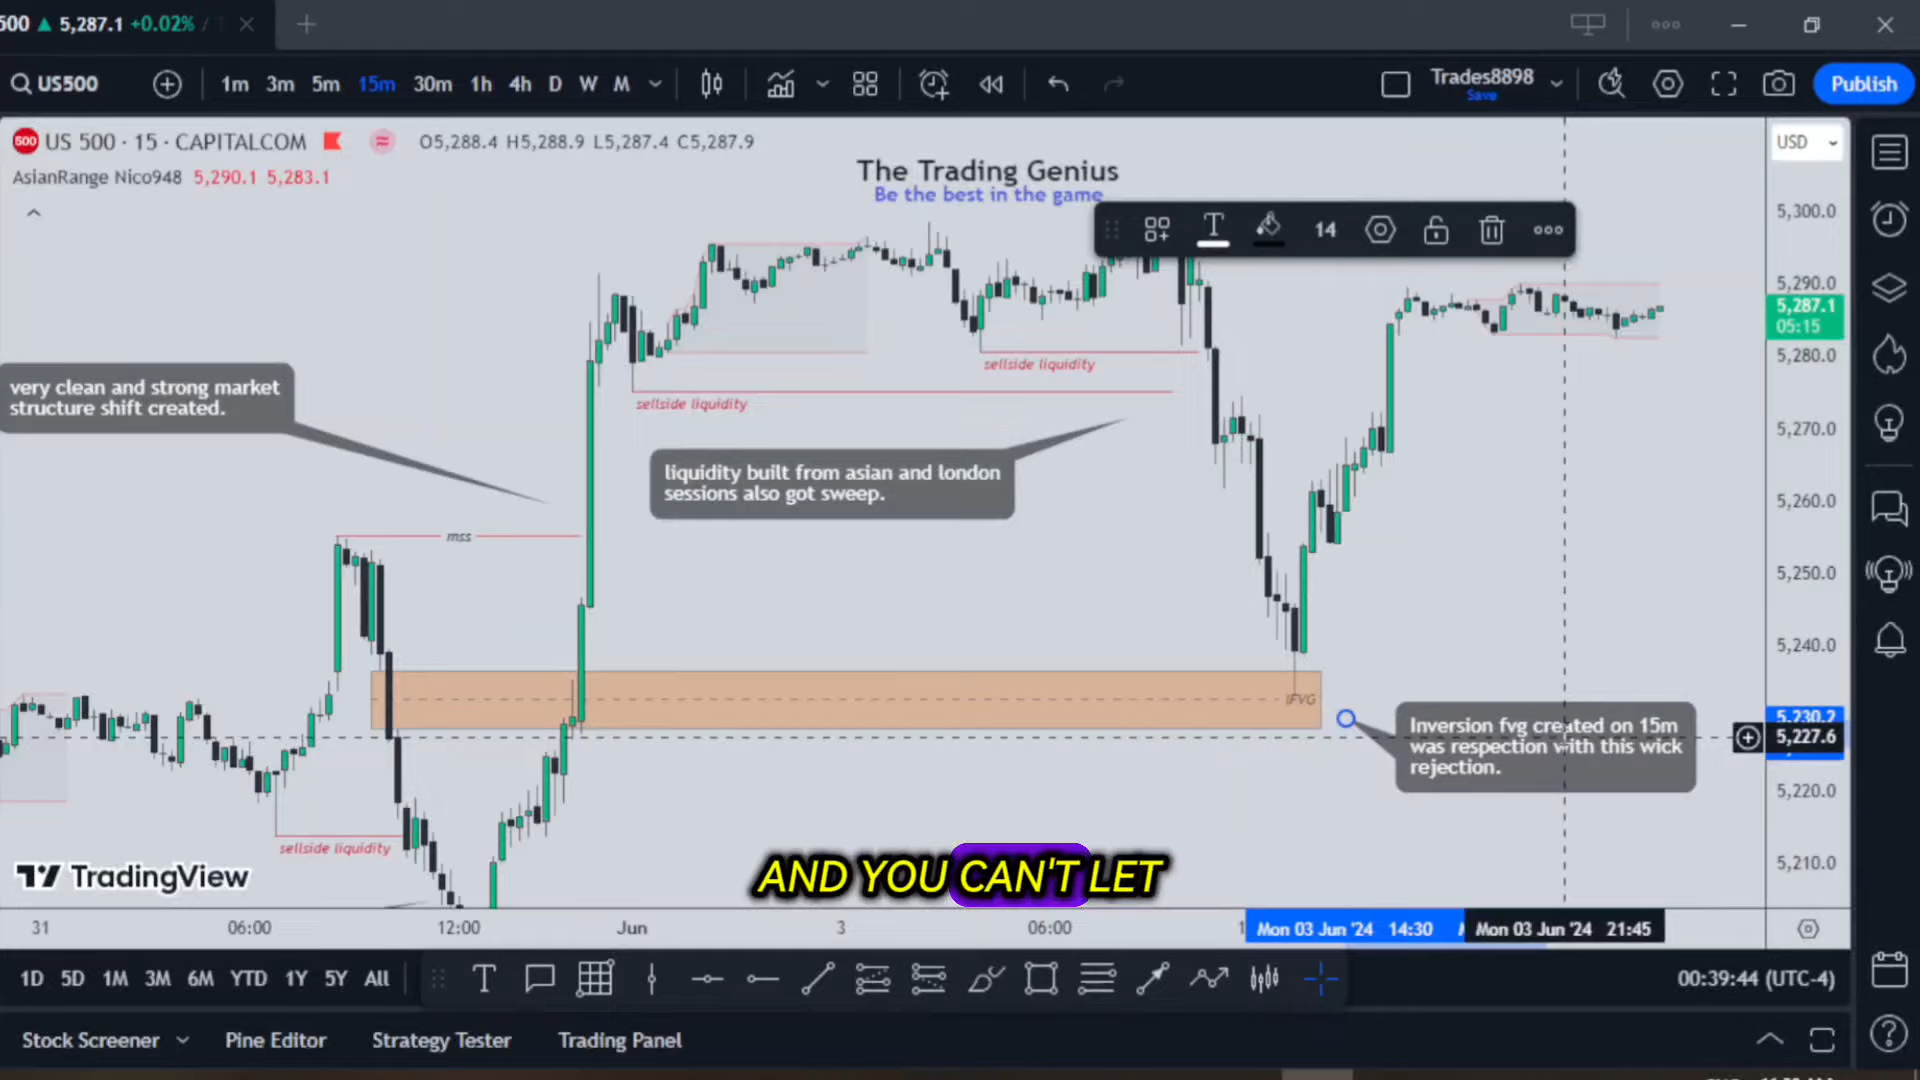 500 ▲ 5,287.1 +0.02% /
US500 1m 3m 5m 15m 30m 1h 4h D W M Trades8898 Save Publish
500 US 500 · 15 · CAPITALCOM O5,288.4 H5,288.9 L5,287.4 C5,287.9
AsianRange Nico948 5,290.1 5,283.1
The Trading Genius
Be the best in the game
14
USD
5,300.0
5,290.0
5,287.1
05:15
5,280.0
5,270.0
5,260.0
5,250.0
5,240.0
5,230.2
5,227.6
5,220.0
5,210.0
very clean and strong market
structure shift created.
sellside liquidity
sellside liquidity
liquidity built from asian and london
sessions also got sweep.
mss
IFVG
Inversion fvg created on 15m
was respection with this wick
rejection.
sellside liquidity
TradingView
AND YOU CAN'T LET
31 06:00 12:00 Jun 3 06:00 Mon 03 Jun '24 14:30 Mon 03 Jun '24 21:45
1D 5D 1M 3M 6M YTD 1Y 5Y All 00:39:44 (UTC-4)
Stock Screener Pine Editor Strategy Tester Trading Panel